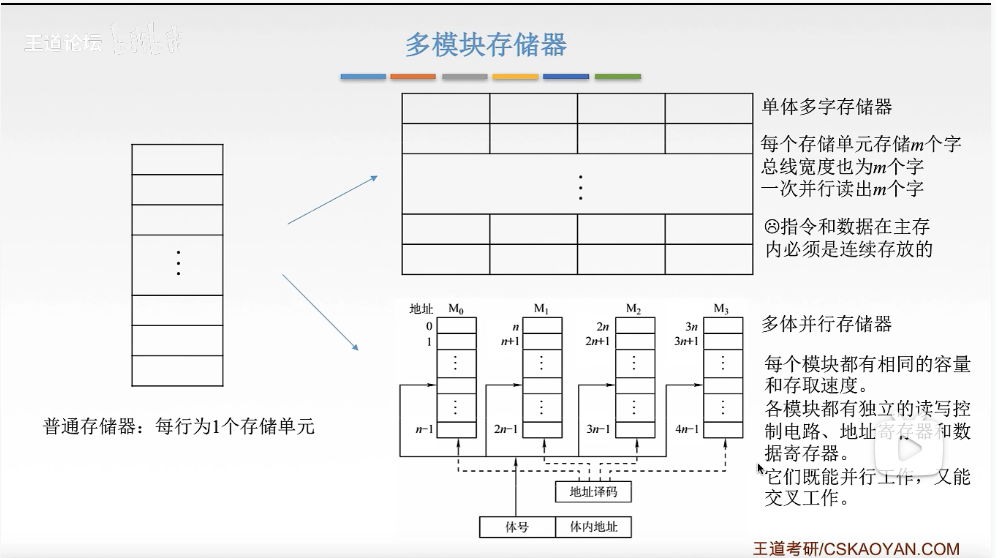 王道论坛
多模块存储器
单体多字存储器
每个存储单元存储m个字
总线宽度也为m个字
一次并行读出m个字
☹指令和数据在主存
内必须是连续存放的
普通存储器：每行为1个存储单元
地址 M0 M1 M2 M3
0 n 2n 3n
1 n+1 2n+1 3n+1
n-1 2n-1 3n-1 4n-1
地址译码
体号 体内地址
多体并行存储器
每个模块都有相同的容量
和存取速度。
各模块都有独立的读写控
制电路、地址寄存器和数
据寄存器。
它们既能并行工作，又能
交叉工作。
王道考研/CSKAOYAN.COM